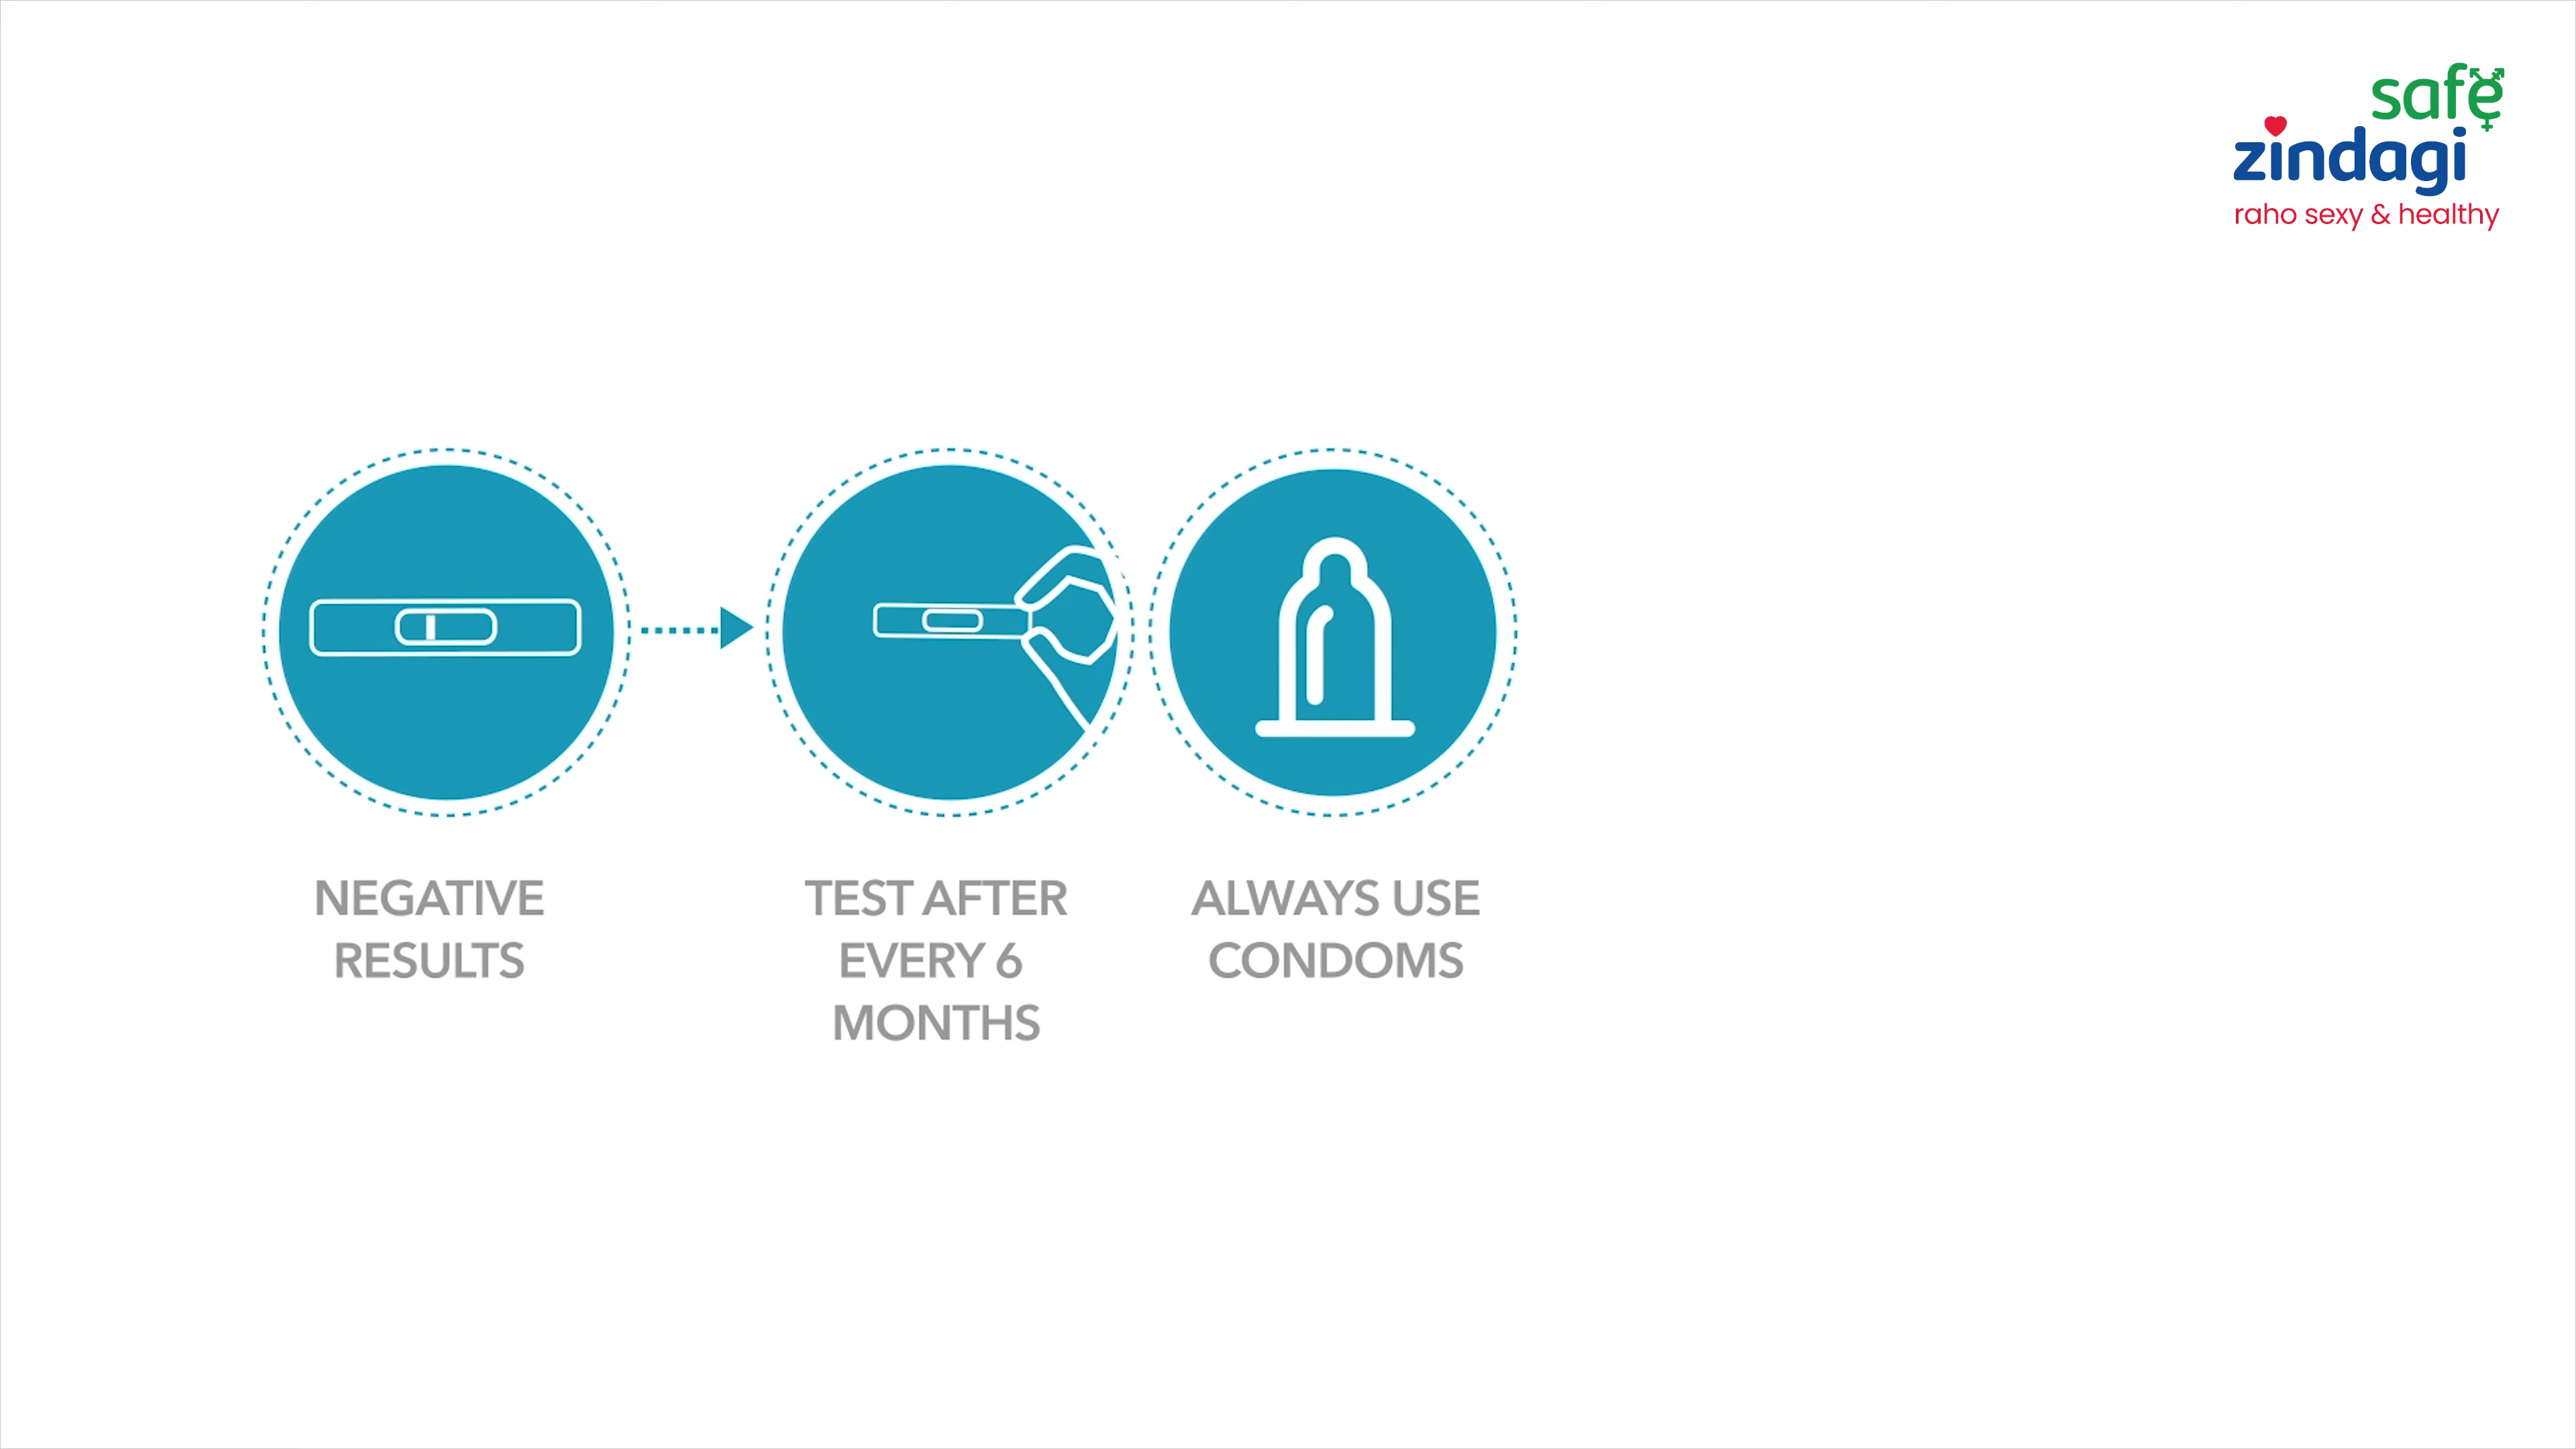 safe
zindagi
raho sexy & healthy
NEGATIVE
RESULTS
TEST AFTER
EVERY 6
MONTHS
ALWAYS USE
CONDOMS